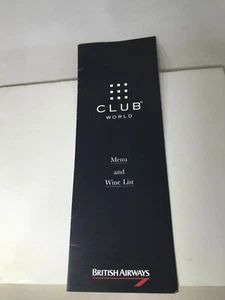 CLUB®
WORLD
Menu
and
Wine List
BRITISH AIRWAYS